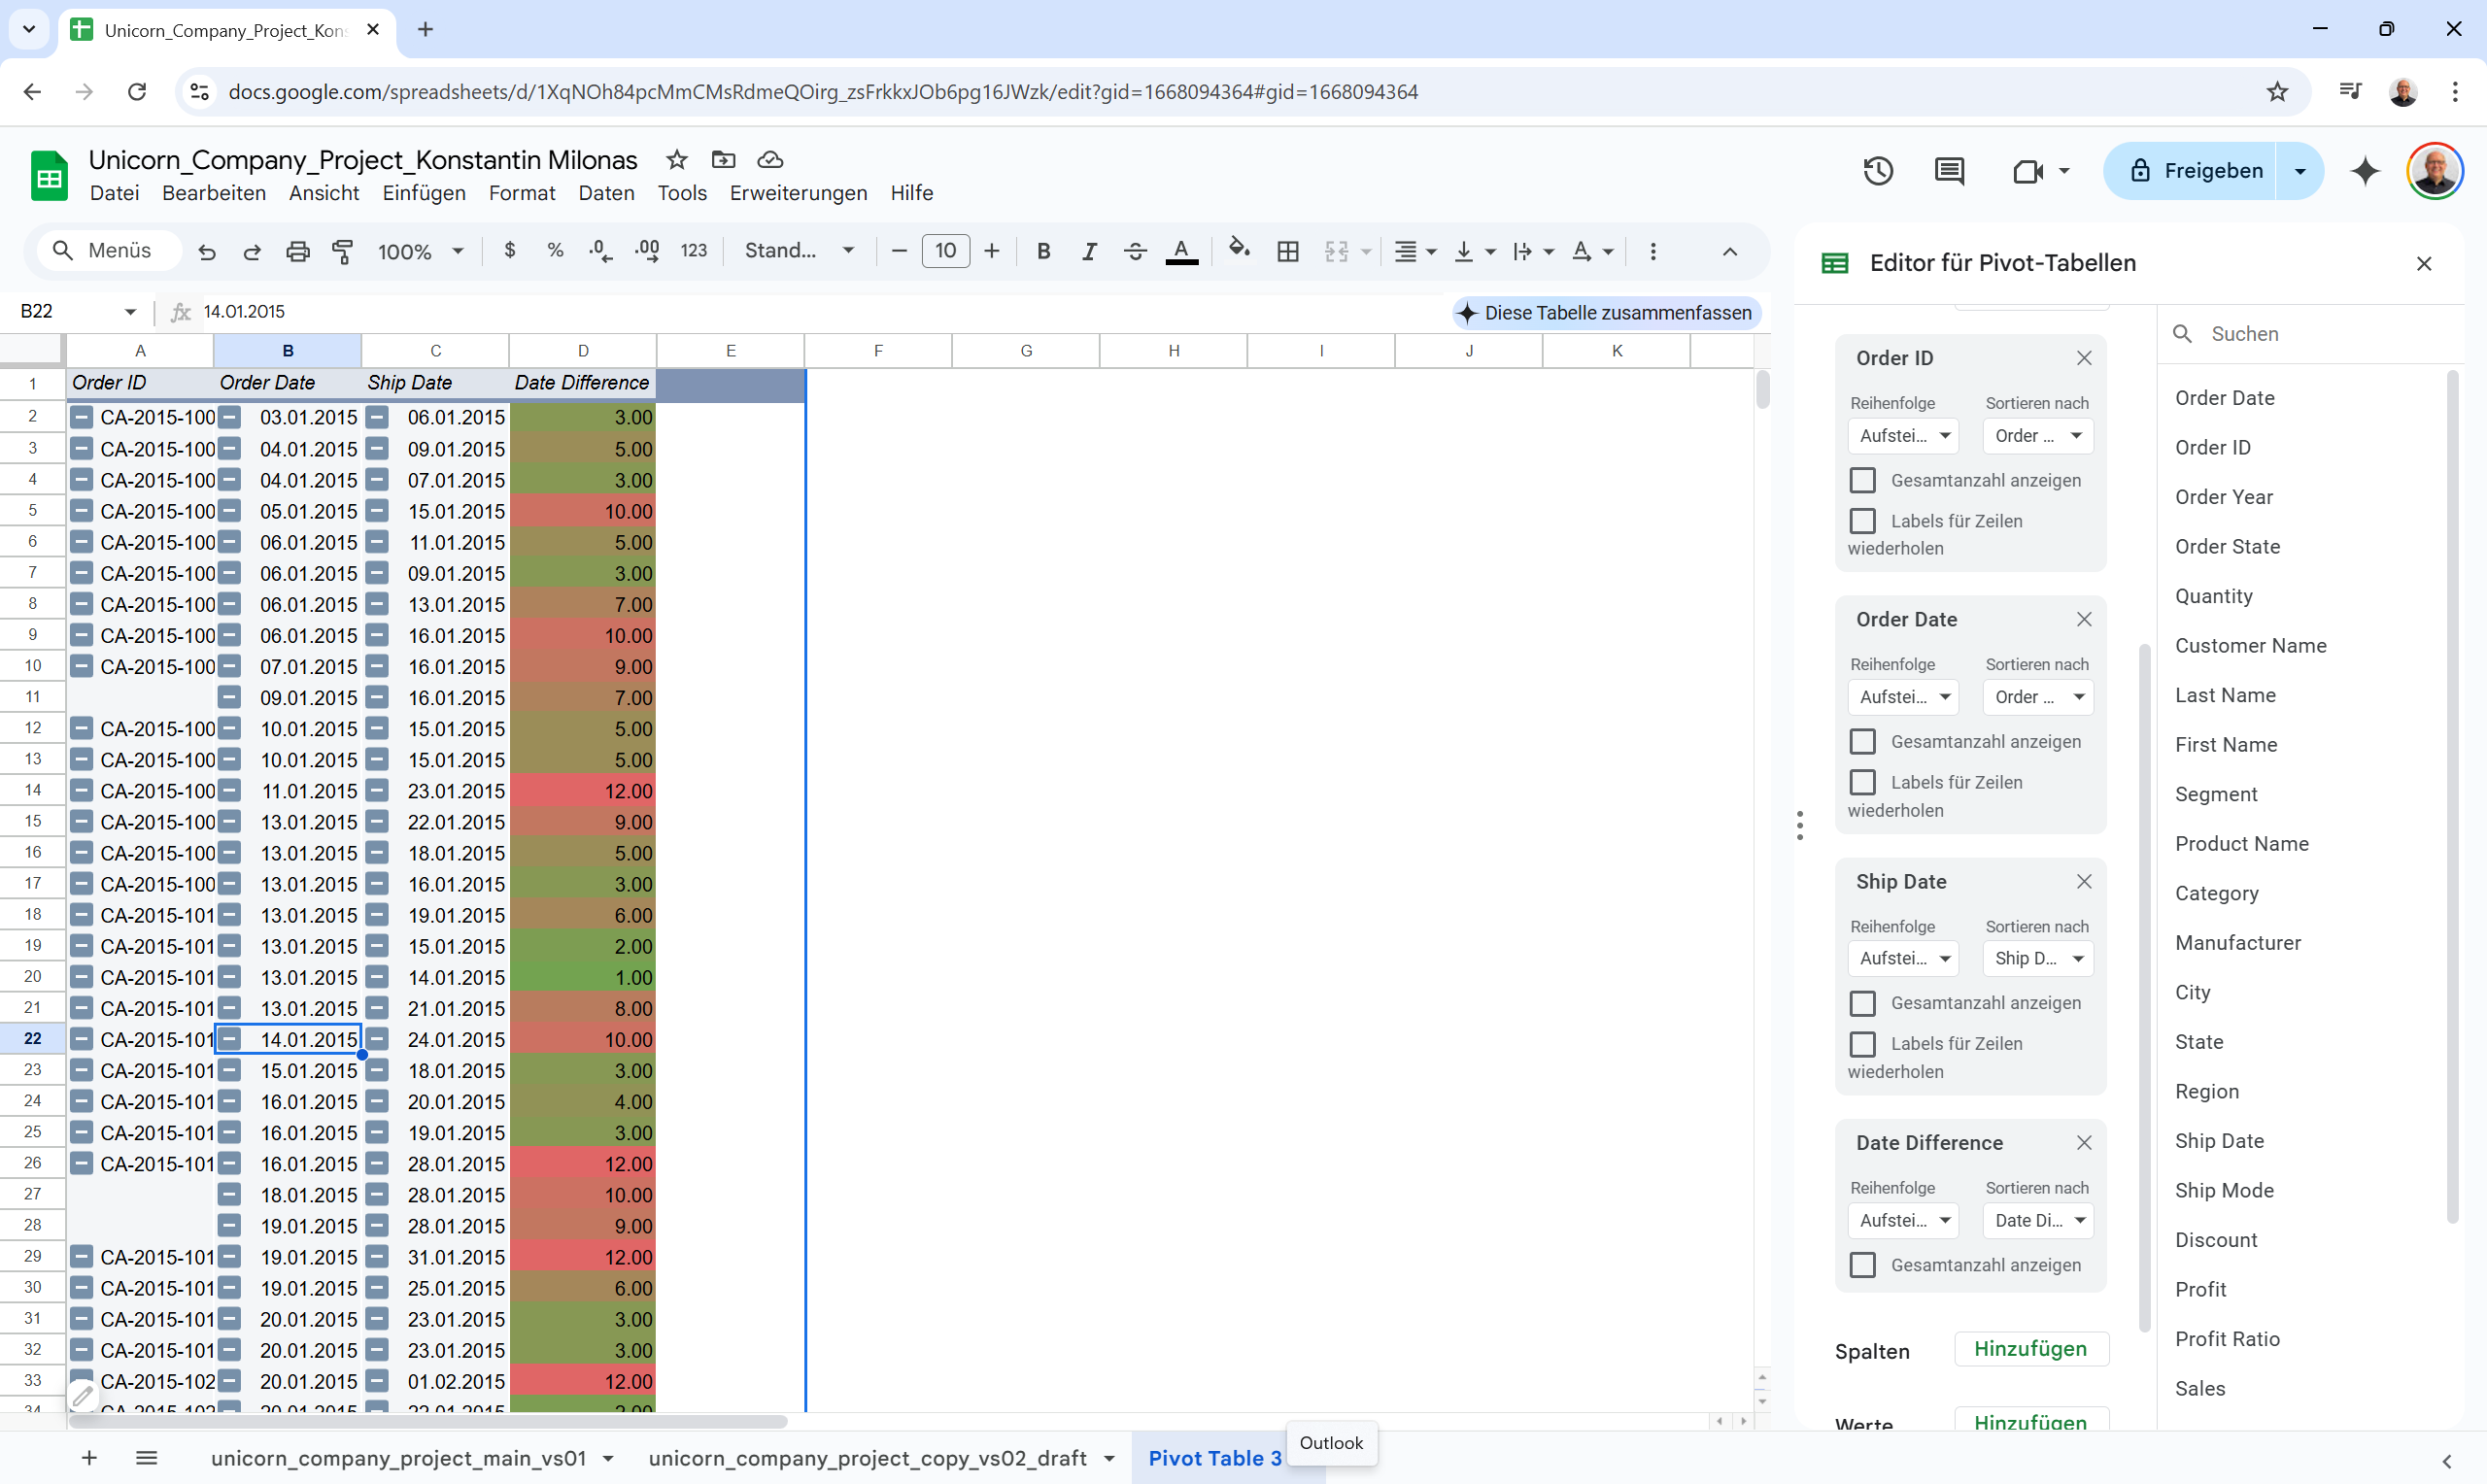 Unicorn_Company_Project_Kons
docs.google.com/spreadsheets/d/1XqNOh84pcMmCMsRdmeQOirg_zsFrkkxJOb6pg16JWzk/edit?gid=1668094364#gid=1668094364
Unicorn_Company_Project_Konstantin Milonas
Datei Bearbeiten Ansicht Einfügen Format Daten Tools Erweiterungen Hilfe
Freigeben
Menüs 100% $ % .0 .00 123 Stand... 10 B I S A
B22 fx 14.01.2015 Diese Tabelle zusammenfassen
A B C D E F G H I J K
1 Order ID Order Date Ship Date Date Difference
2 CA-2015-100 03.01.2015 06.01.2015 3.00
3 CA-2015-100 04.01.2015 09.01.2015 5.00
4 CA-2015-100 04.01.2015 07.01.2015 3.00
5 CA-2015-100 05.01.2015 15.01.2015 10.00
6 CA-2015-100 06.01.2015 11.01.2015 5.00
7 CA-2015-100 06.01.2015 09.01.2015 3.00
8 CA-2015-100 06.01.2015 13.01.2015 7.00
9 CA-2015-100 06.01.2015 16.01.2015 10.00
10 CA-2015-100 07.01.2015 16.01.2015 9.00
11 09.01.2015 16.01.2015 7.00
12 CA-2015-100 10.01.2015 15.01.2015 5.00
13 CA-2015-100 10.01.2015 15.01.2015 5.00
14 CA-2015-100 11.01.2015 23.01.2015 12.00
15 CA-2015-100 13.01.2015 22.01.2015 9.00
16 CA-2015-100 13.01.2015 18.01.2015 5.00
17 CA-2015-100 13.01.2015 16.01.2015 3.00
18 CA-2015-101 13.01.2015 19.01.2015 6.00
19 CA-2015-101 13.01.2015 15.01.2015 2.00
20 CA-2015-101 13.01.2015 14.01.2015 1.00
21 CA-2015-101 13.01.2015 21.01.2015 8.00
22 CA-2015-101 14.01.2015 24.01.2015 10.00
23 CA-2015-101 15.01.2015 18.01.2015 3.00
24 CA-2015-101 16.01.2015 20.01.2015 4.00
25 CA-2015-101 16.01.2015 19.01.2015 3.00
26 CA-2015-101 16.01.2015 28.01.2015 12.00
27 18.01.2015 28.01.2015 10.00
28 19.01.2015 28.01.2015 9.00
29 CA-2015-101 19.01.2015 31.01.2015 12.00
30 CA-2015-101 19.01.2015 25.01.2015 6.00
31 CA-2015-101 20.01.2015 23.01.2015 3.00
32 CA-2015-101 20.01.2015 23.01.2015 3.00
33 CA-2015-102 20.01.2015 01.02.2015 12.00
34 CA-2015-102 20.01.2015 22.01.2015 2.00
Editor für Pivot-Tabellen
Order ID
Reihenfolge Sortieren nach
Aufstei... Order ...
Gesamtanzahl anzeigen
Labels für Zeilen
wiederholen
Order Date
Reihenfolge Sortieren nach
Aufstei... Order ...
Gesamtanzahl anzeigen
Labels für Zeilen
wiederholen
Ship Date
Reihenfolge Sortieren nach
Aufstei... Ship D...
Gesamtanzahl anzeigen
Labels für Zeilen
wiederholen
Date Difference
Reihenfolge Sortieren nach
Aufstei... Date Di...
Gesamtanzahl anzeigen
Spalten Hinzufügen
Werte Hinzufügen
Suchen
Order Date
Order ID
Order Year
Order State
Quantity
Customer Name
Last Name
First Name
Segment
Product Name
Category
Manufacturer
City
State
Region
Ship Date
Ship Mode
Discount
Profit
Profit Ratio
Sales
unicorn_company_project_main_vs01 unicorn_company_project_copy_vs02_draft Pivot Table 3
Outlook